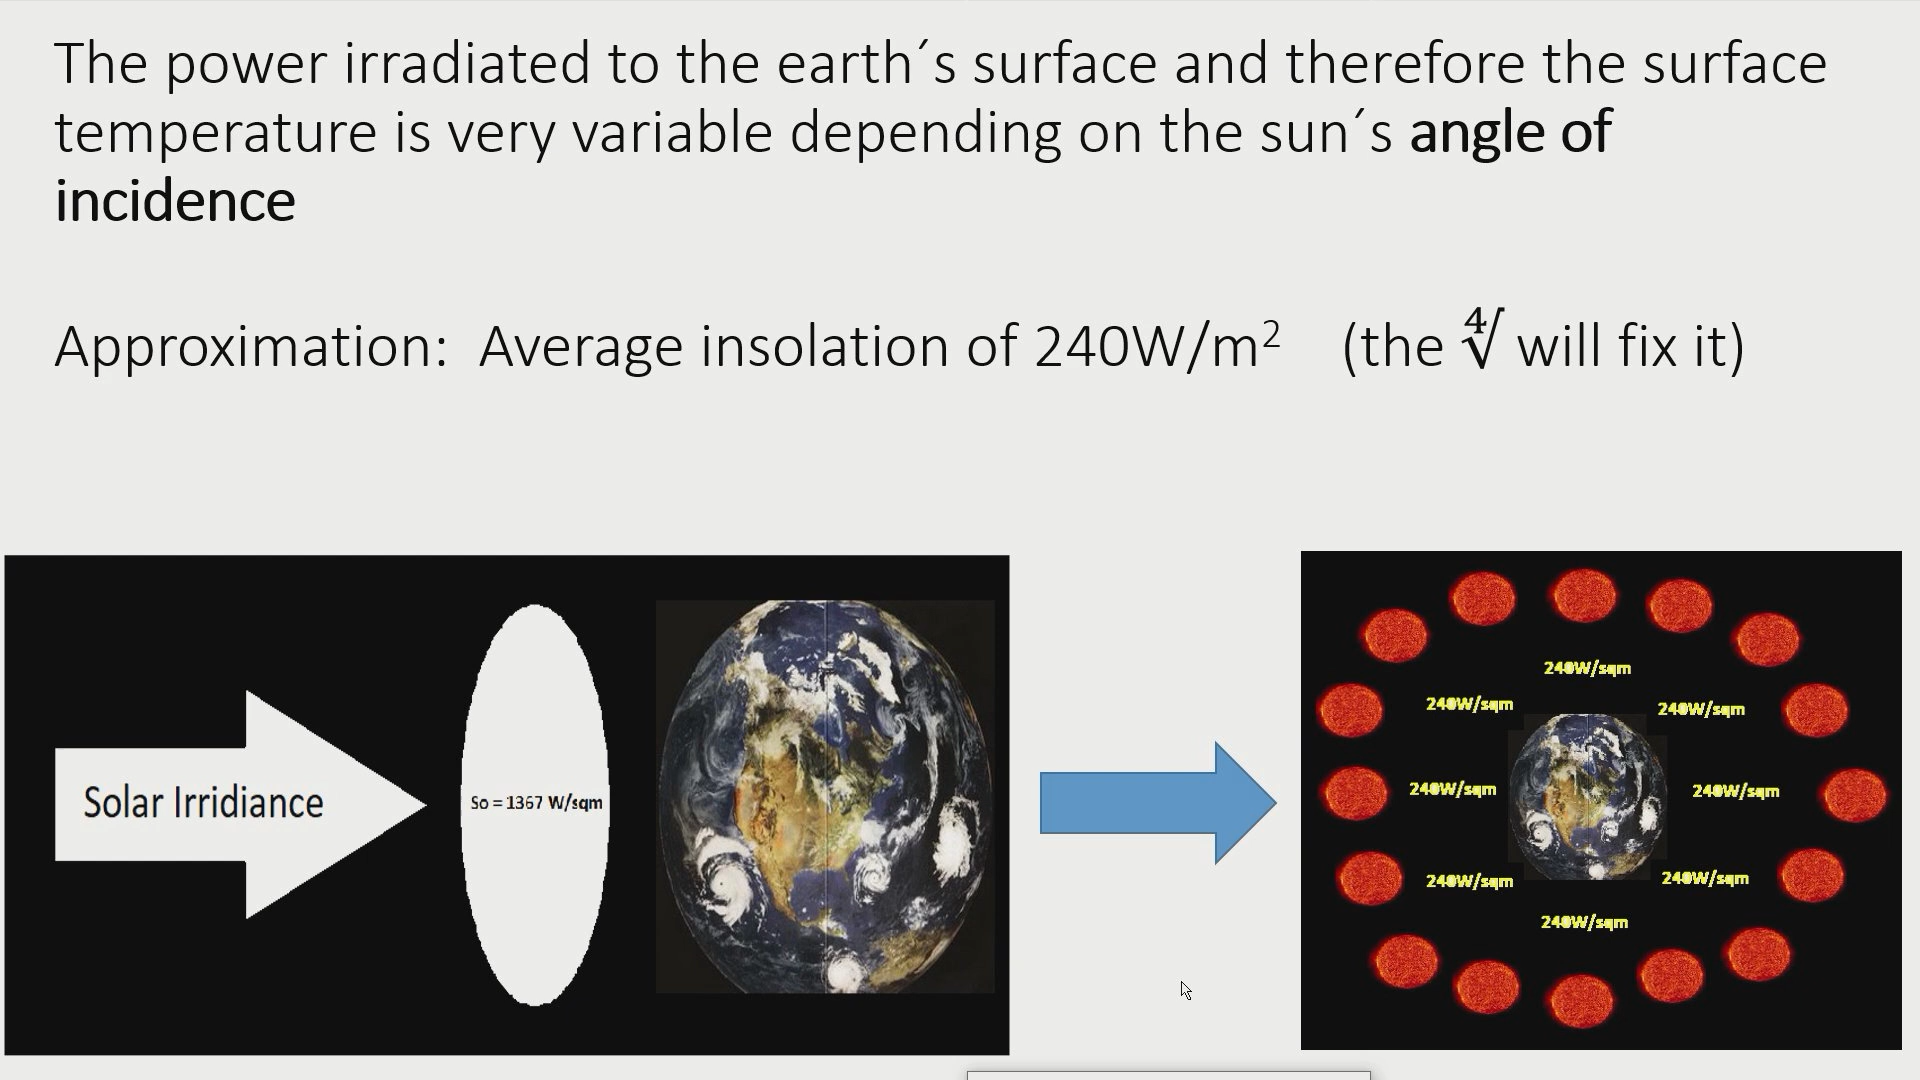 The power irradiated to the earth´s surface and therefore the surface
temperature is very variable depending on the sun´s angle of
incidence
Approximation: Average insolation of 240W/m² (the ∜ will fix it)
Solar Irridiance
So = 1367 W/sqm
240W/sqm
240W/sqm
240W/sqm
240W/sqm
240W/sqm
240W/sqm
240W/sqm
240W/sqm